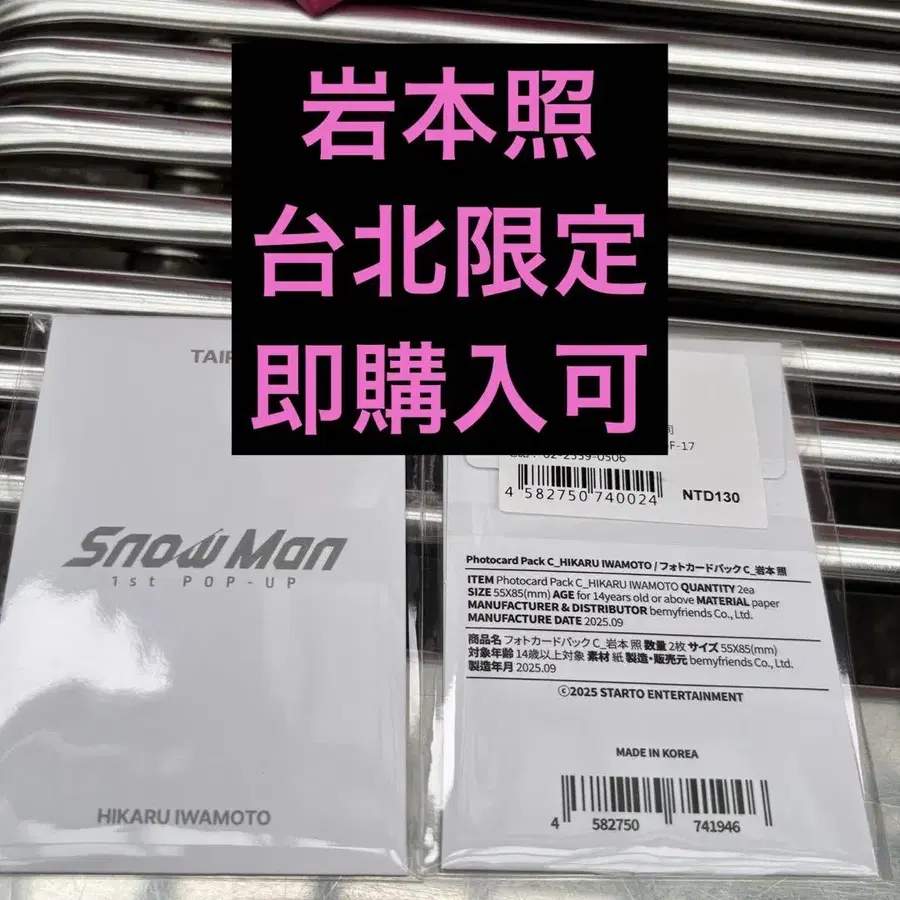 岩本照
台北限定
即購入可
Snow Man
1st POP-UP
HIKARU IWAMOTO
F-17
02-2559-0506
4 582750 740024
NTD130
Photocard Pack C_HIKARU IWAMOTO / フォトカードパック C_岩本 照
ITEM Photocard Pack C_HIKARU IWAMOTO QUANTITY 2ea
SIZE 55X85(mm) AGE for 14years old or above MATERIAL paper
MANUFACTURER & DISTRIBUTOR bemyfriends Co., Ltd.
MANUFACTURE DATE 2025.09
商品名 フォトカードパック C_岩本 照 数量 2枚 サイズ 55X85(mm)
対象年齢 14歳以上対象 素材 紙 製造・販売元 bemyfriends Co., Ltd.
製造年月 2025.09
©2025 STARTO ENTERTAINMENT
MADE IN KOREA
4 582750 741946